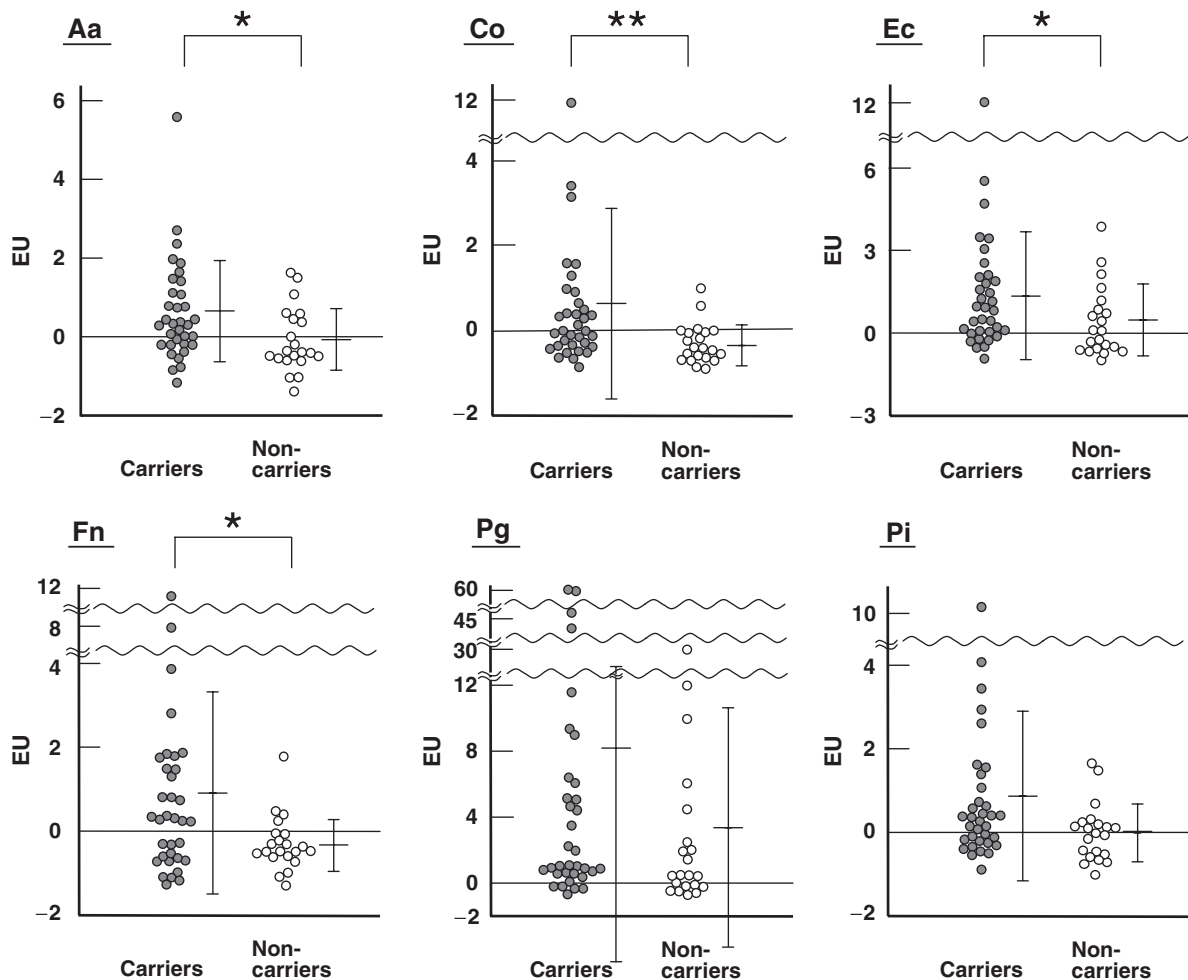 Aa
*
EU
6
4
2
0
−2
Carriers
Non-
carriers
Co
**
EU
12
4
2
0
−2
Carriers
Non-
carriers
Ec
*
EU
12
6
3
0
−3
Carriers
Non-
carriers
Fn
*
EU
12
8
4
2
0
−2
Carriers
Non-
carriers
Pg
EU
60
45
30
12
8
4
0
−2
Carriers
Non-
carriers
Pi
EU
10
4
2
0
−2
Carriers
Non-
carriers